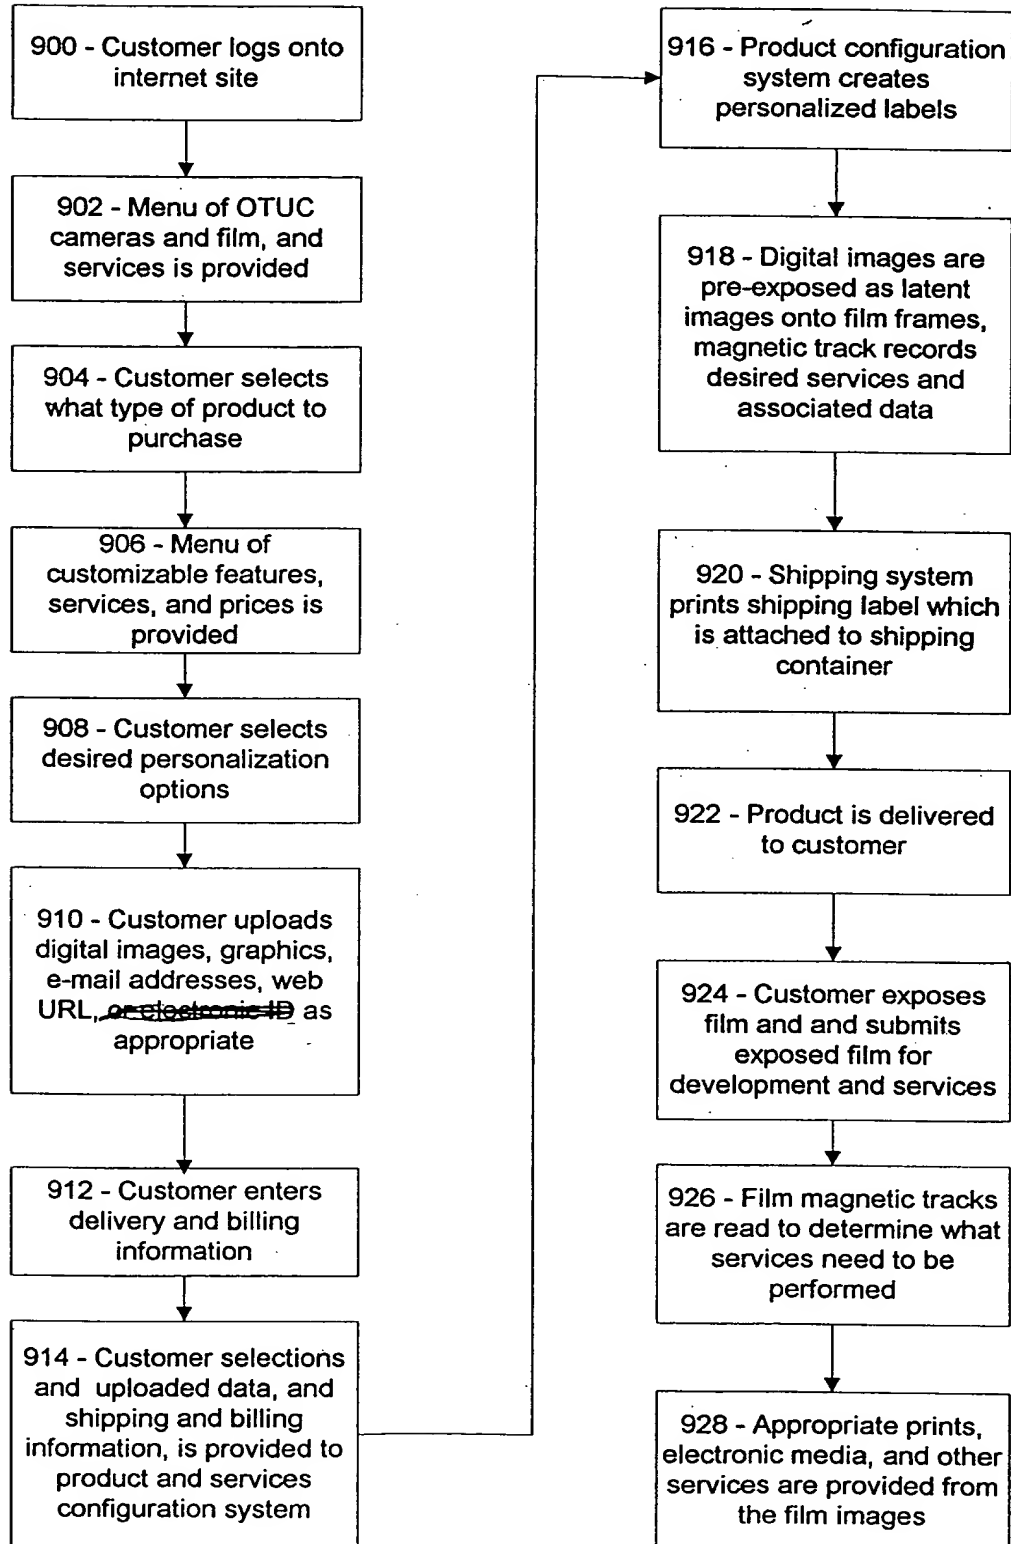 900 - Customer logs onto
internet site
902 - Menu of OTUC
cameras and film, and
services is provided
904 - Customer selects
what type of product to
purchase
906 - Menu of
customizable features,
services, and prices is
provided
908 - Customer selects
desired personalization
options
910 - Customer uploads
digital images, graphics,
e-mail addresses, web
URL, or electronic ID as
appropriate
912 - Customer enters
delivery and billing
information
914 - Customer selections
and uploaded data, and
shipping and billing
information, is provided to
product and services
configuration system
916 - Product configuration
system creates
personalized labels
918 - Digital images are
pre-exposed as latent
images onto film frames,
magnetic track records
desired services and
associated data
920 - Shipping system
prints shipping label which
is attached to shipping
container
922 - Product is delivered
to customer
924 - Customer exposes
film and and submits
exposed film for
development and services
926 - Film magnetic tracks
are read to determine what
services need to be
performed
928 - Appropriate prints,
electronic media, and other
services are provided from
the film images